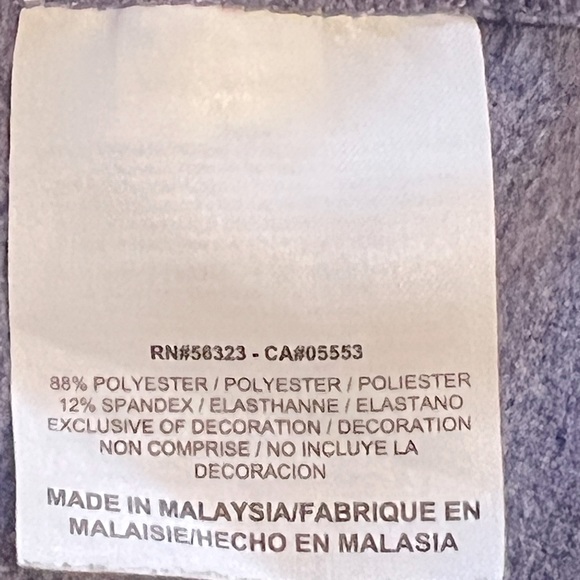 RN#56323 - CA#05553
88% POLYESTER / POLYESTER / POLIESTER
12% SPANDEX / ELASTHANNE / ELASTANO
EXCLUSIVE OF DECORATION / DECORATION
NON COMPRISE / NO INCLUYE LA
DECORACION
MADE IN MALAYSIA/FABRIQUE EN
MALAISIE/HECHO EN MALASIA